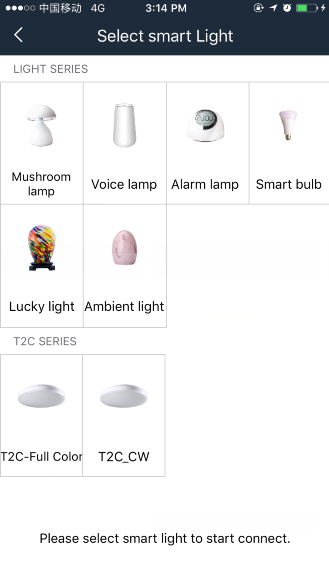 中国移动 4G 3:14 PM
Select smart Light
LIGHT SERIES
Mushroom lamp
Voice lamp
Alarm lamp
Smart bulb
Lucky light
Ambient light
T2C SERIES
T2C-Full Color
T2C_CW
Please select smart light to start connect.